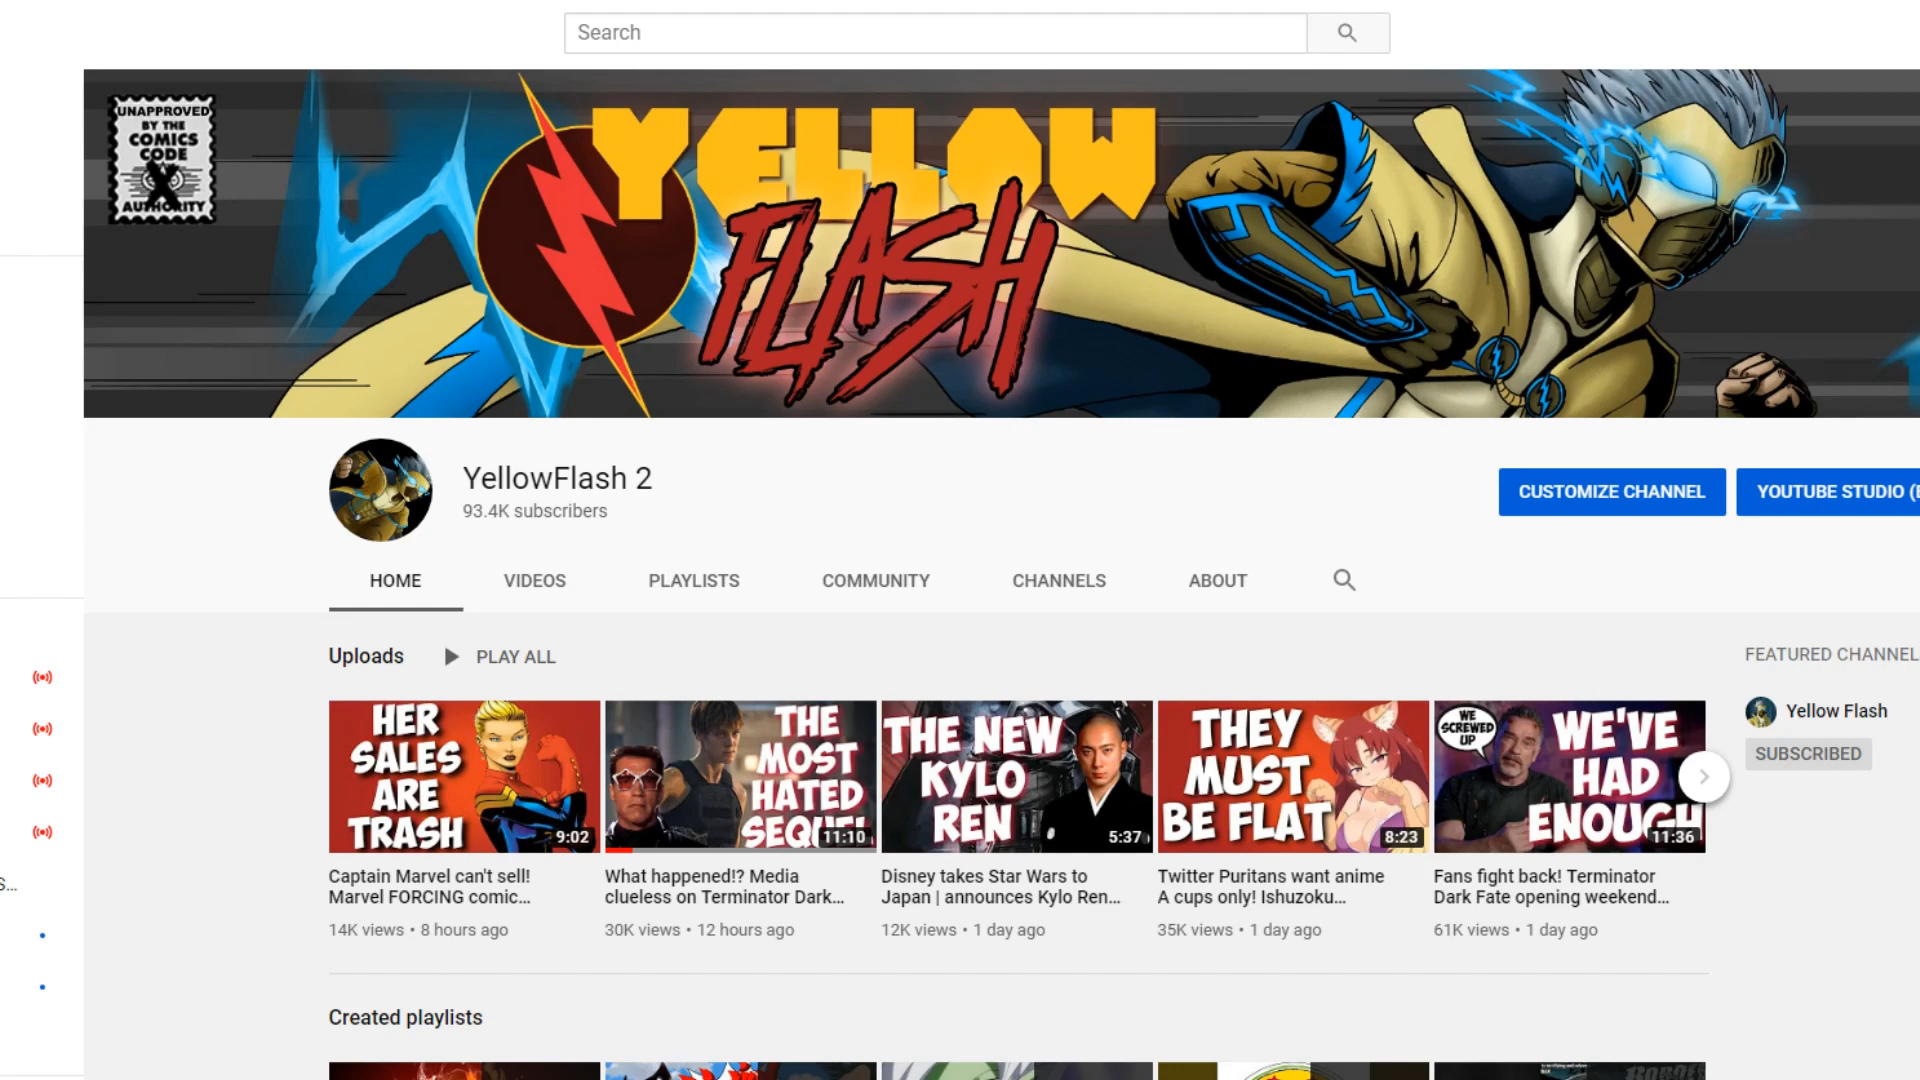 Search
UNAPPROVED
BY THE
COMICS
CODE
AUTHORITY
YELLOW
FLASH
YellowFlash 2
93.4K subscribers
CUSTOMIZE CHANNEL
YOUTUBE STUDIO (
HOME
VIDEOS
PLAYLISTS
COMMUNITY
CHANNELS
ABOUT
Uploads
PLAY ALL
FEATURED CHANNEL
Yellow Flash
SUBSCRIBED
HER
SALES
ARE
TRASH
9:02
Captain Marvel can't sell!
Marvel FORCING comic...
14K views • 8 hours ago
THE
MOST
HATED
SEQUEL
11:10
What happened!? Media
clueless on Terminator Dark...
30K views • 12 hours ago
THE NEW
KYLO
REN
5:37
Disney takes Star Wars to
Japan | announces Kylo Ren...
12K views • 1 day ago
THEY
MUST
BE FLAT
8:23
Twitter Puritans want anime
A cups only! Ishuzoku...
35K views • 1 day ago
WE
SCREWED
UP
WE'VE
HAD
ENOUGH
11:36
Fans fight back! Terminator
Dark Fate opening weekend...
61K views • 1 day ago
S...
Created playlists